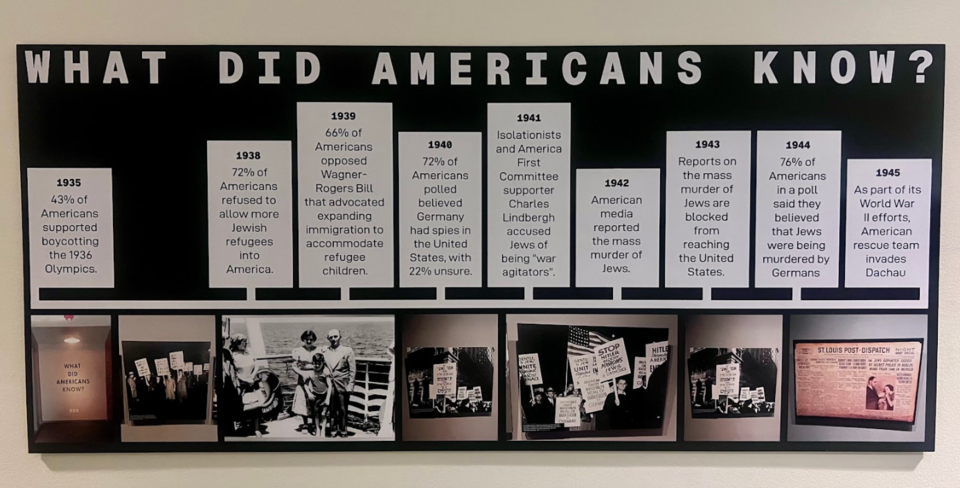 WHAT DID AMERICANS KNOW?
1935
43% of
Americans
supported
boycotting
the 1936
Olympics.
1938
72% of
Americans
refused to
allow more
Jewish
refugees
into
America.
1939
66% of
Americans
opposed
Wagner-
Rogers Bill
that advocated
expanding
immigration to
accommodate
refugee
children.
1940
72% of
Americans
polled
believed
Germany
had spies in
the United
States, with
22% unsure.
1941
Isolationists
and America
First
Committee
supporter
Charles
Lindbergh
accused
Jews of
being "war
agitators".
1942
American
media
reported
the mass
murder of
Jews.
1943
Reports on
the mass
murder of
Jews are
blocked
from
reaching
the United
States.
1944
76% of
Americans
in a poll
said they
believed
that Jews
were being
murdered by
Germans
1945
As part of its
World War
II efforts,
American
rescue team
invades
Dachau
WHAT
DID
AMERICANS
KNOW?
STOP
HITLER
ST. LOUIS POST-DISPATCH